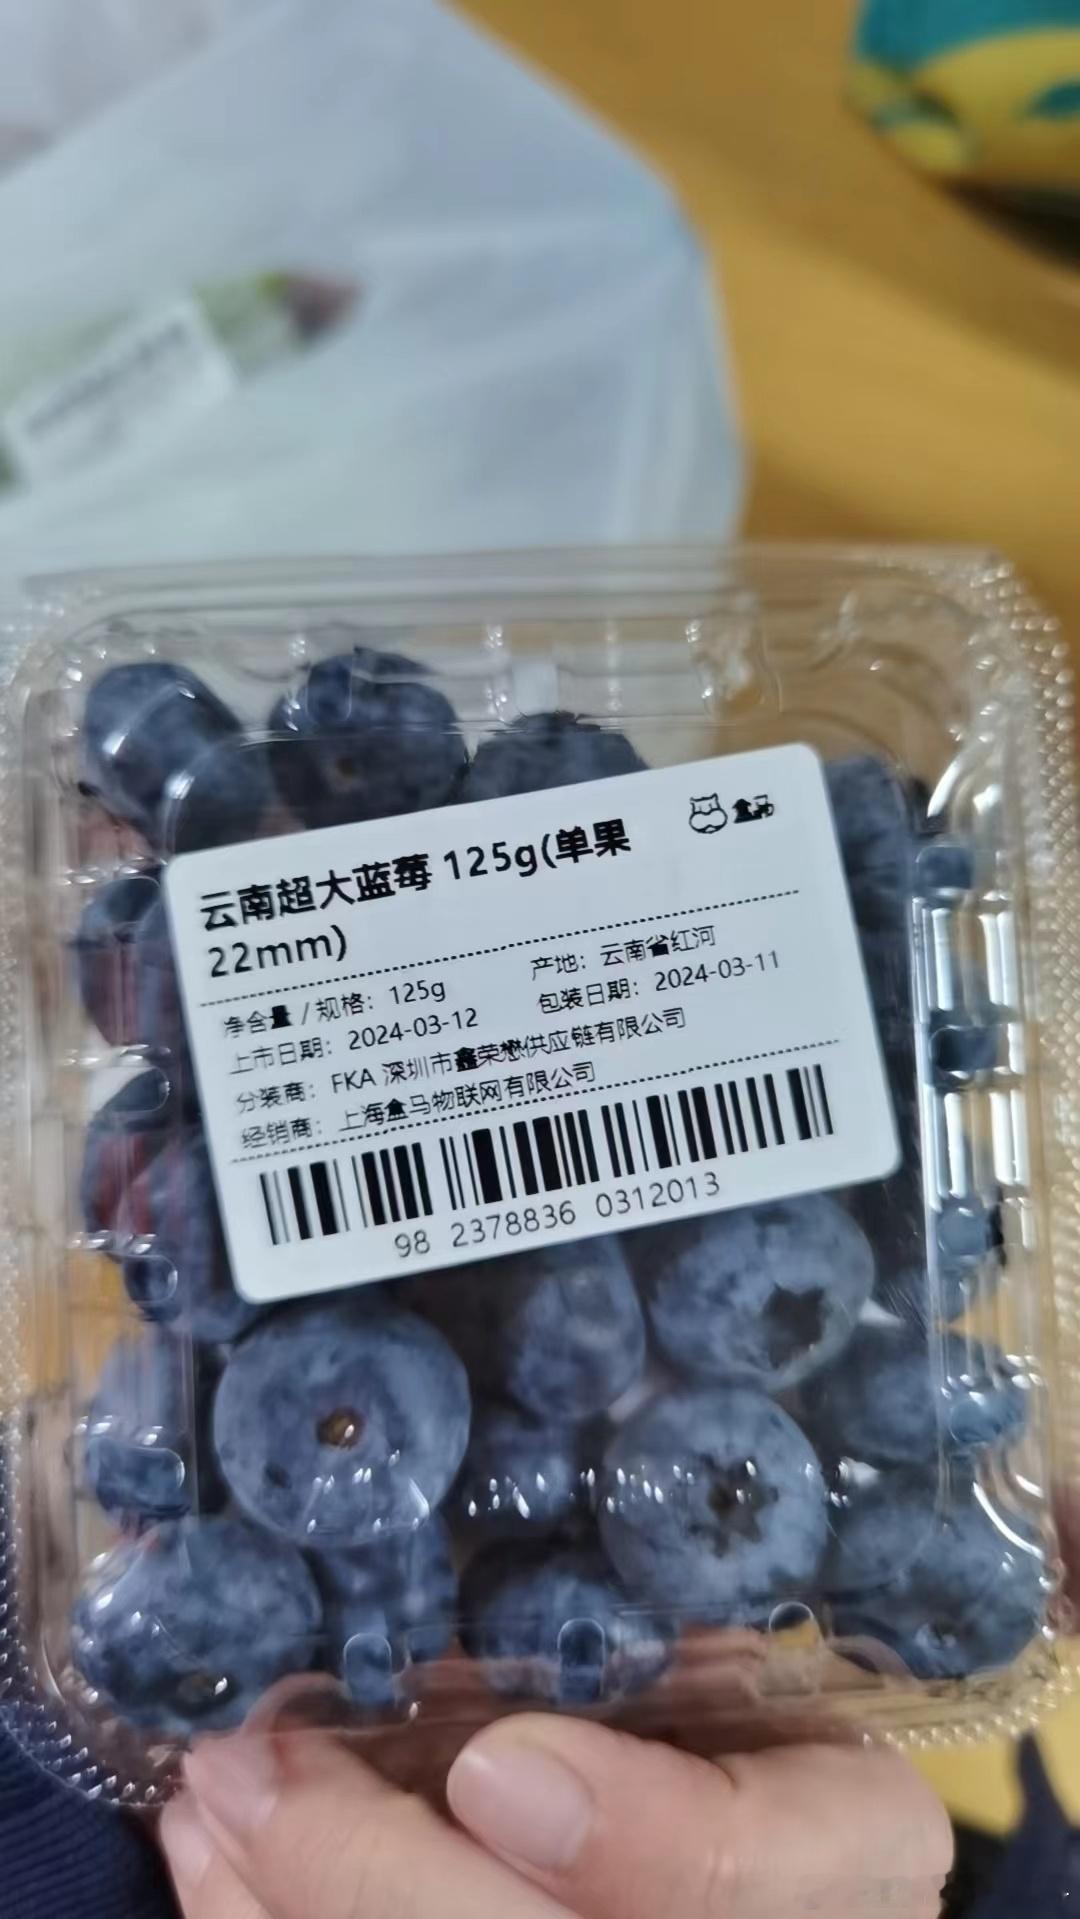 盒马
云南超大蓝莓 125g(单果
22mm)
净含量 / 规格: 125g 产地: 云南省红河
上市日期: 2024-03-12 包装日期: 2024-03-11
分装商: FKA 深圳市鑫荣懋供应链有限公司
经销商: 上海盒马物联网有限公司
98 2378836 0312013